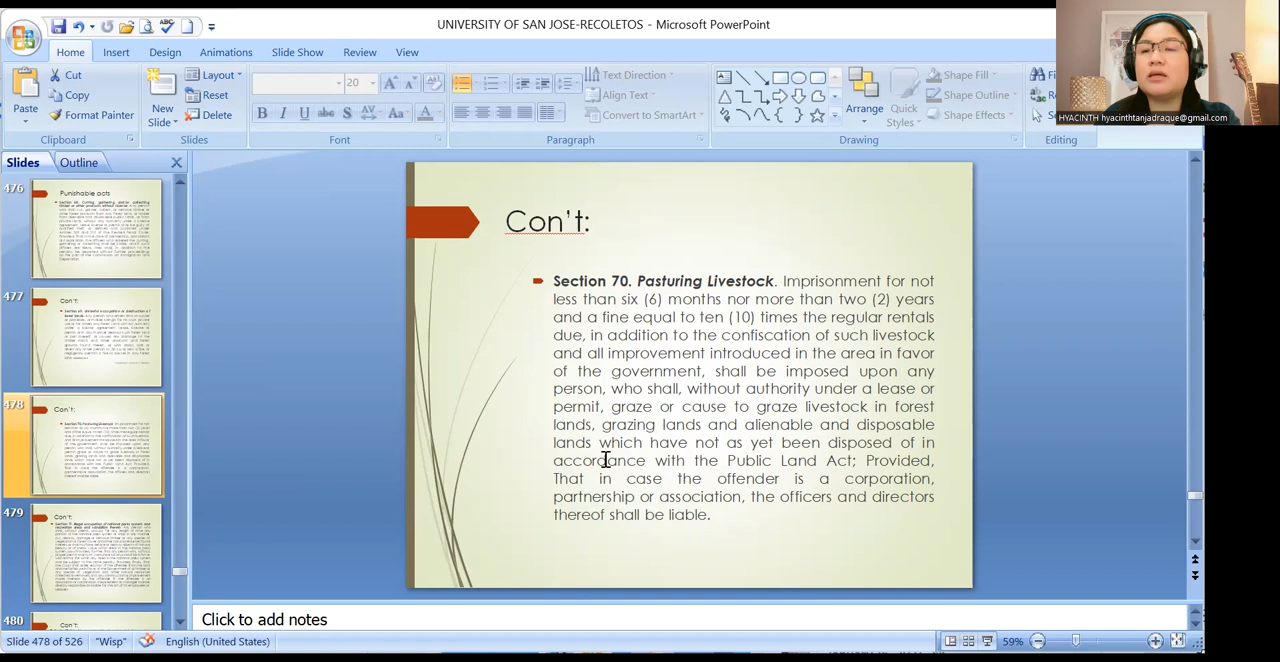 UNIVERSITY OF SAN JOSE-RECOLETOS - Microsoft PowerPoint
Home Insert Design Animations Slide Show Review View
Paste
Cut
Copy
Format Painter
Clipboard
New Slide
Layout
Reset
Delete
Slides
20
Font
Text Direction
Align Text
Convert to SmartArt
Paragraph
Arrange
Quick Styles
Shape Fill
Shape Outline
Shape Effects
Drawing
Editing
HYACINTH hyacinthtanjadraque@gmail.com
Slides Outline
476
Punishable acts
477
Con't:
478
Con't:
479
Con't:
480
Con't:
Section 70. Pasturing Livestock. Imprisonment for not
less than six (6) months nor more than two (2) years
and a fine equal to ten (10) times the regular rentals
due, in addition to the confiscation of such livestock
and all improvement introduced in the area in favor
of the government, shall be imposed upon any
person, who shall, without authority under a lease or
permit, graze or cause to graze livestock in forest
lands, grazing lands and alienable and disposable
lands which have not as yet been disposed of in
accordance with the Public Land Act; Provided,
That in case the offender is a corporation,
partnership or association, the officers and directors
thereof shall be liable.
Click to add notes
Slide 478 of 526
"Wisp"
English (United States)
59%